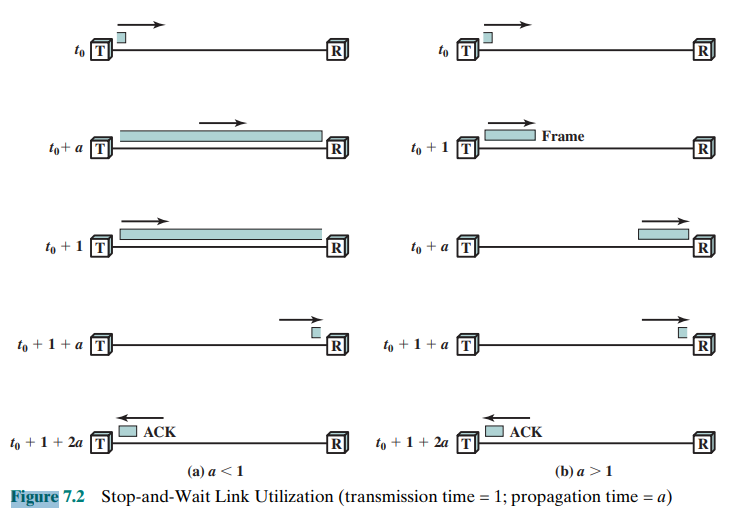 t0 T R t0 T R
t0+ a T R t0 + 1 T Frame R
t0 + 1 T R t0 + a T R
t0 + 1 + a T R t0 + 1 + a T R
t0 + 1 + 2a T ACK R t0 + 1 + 2a T ACK R
(a) a < 1 (b) a > 1
Figure 7.2 Stop-and-Wait Link Utilization (transmission time = 1; propagation time = a)